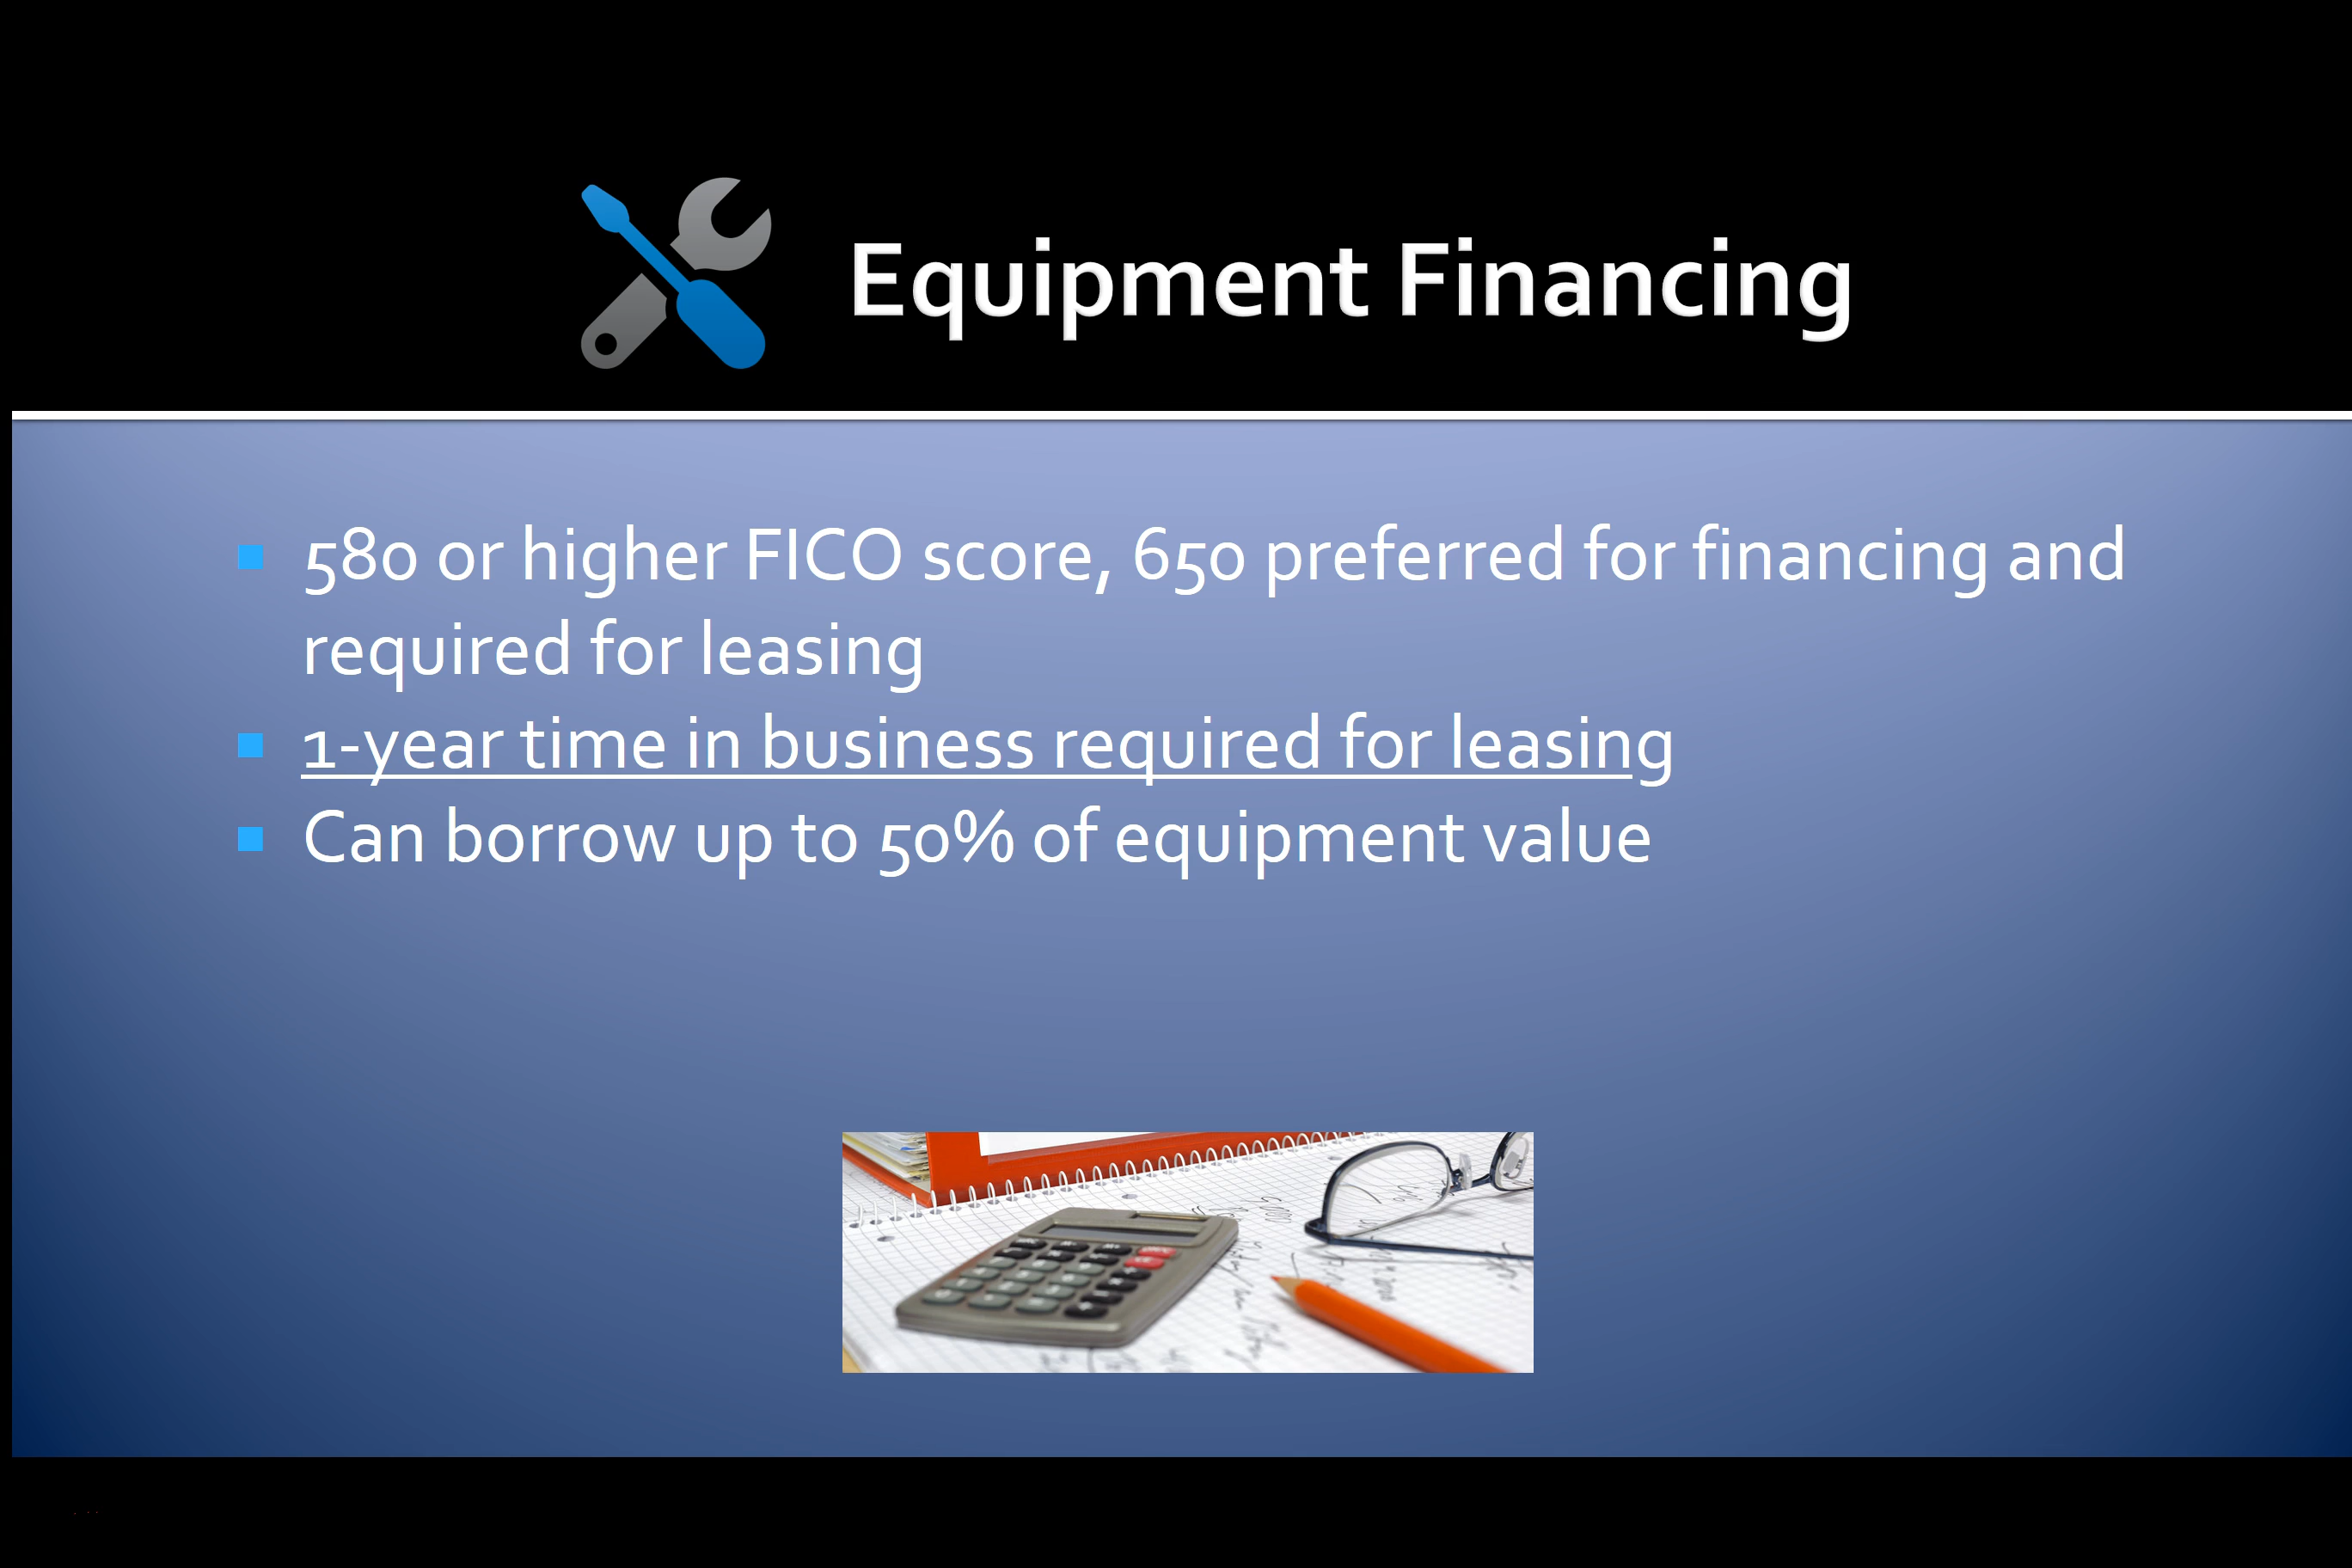 Equipment Financing
580 or higher FICO score, 650 preferred for financing and
required for leasing
1-year time in business required for leasing
Can borrow up to 50% of equipment value